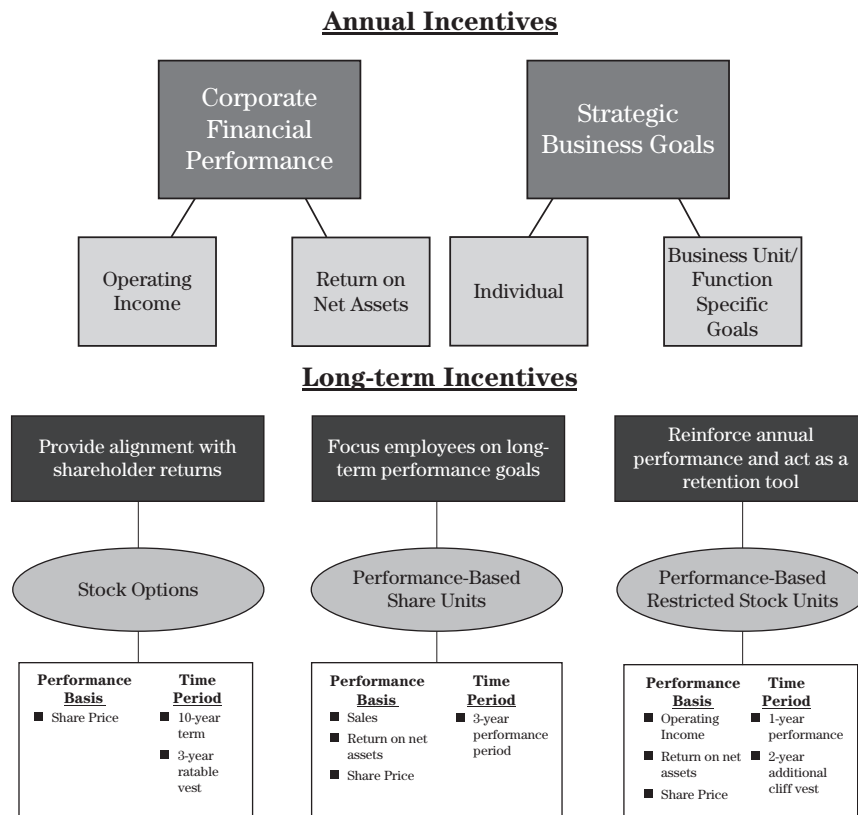 Annual Incentives
Corporate
Financial
Performance
Strategic
Business Goals
Operating
Income
Return on
Net Assets
Individual
Business Unit/
Function
Specific
Goals
Long-term Incentives
Provide alignment with
shareholder returns
Focus employees on long-
term performance goals
Reinforce annual
performance and act as a
retention tool
Stock Options
Performance-Based
Share Units
Performance-Based
Restricted Stock Units
Performance
Basis
■ Share Price
Time
Period
■ 10-year
term
■ 3-year
ratable
vest
Performance
Basis
■ Sales
■ Return on net
assets
■ Share Price
Time
Period
■ 3-year
performance
period
Performance
Basis
■ Operating
Income
■ Return on net
assets
■ Share Price
Time
Period
■ 1-year
performance
■ 2-year
additional
cliff vest